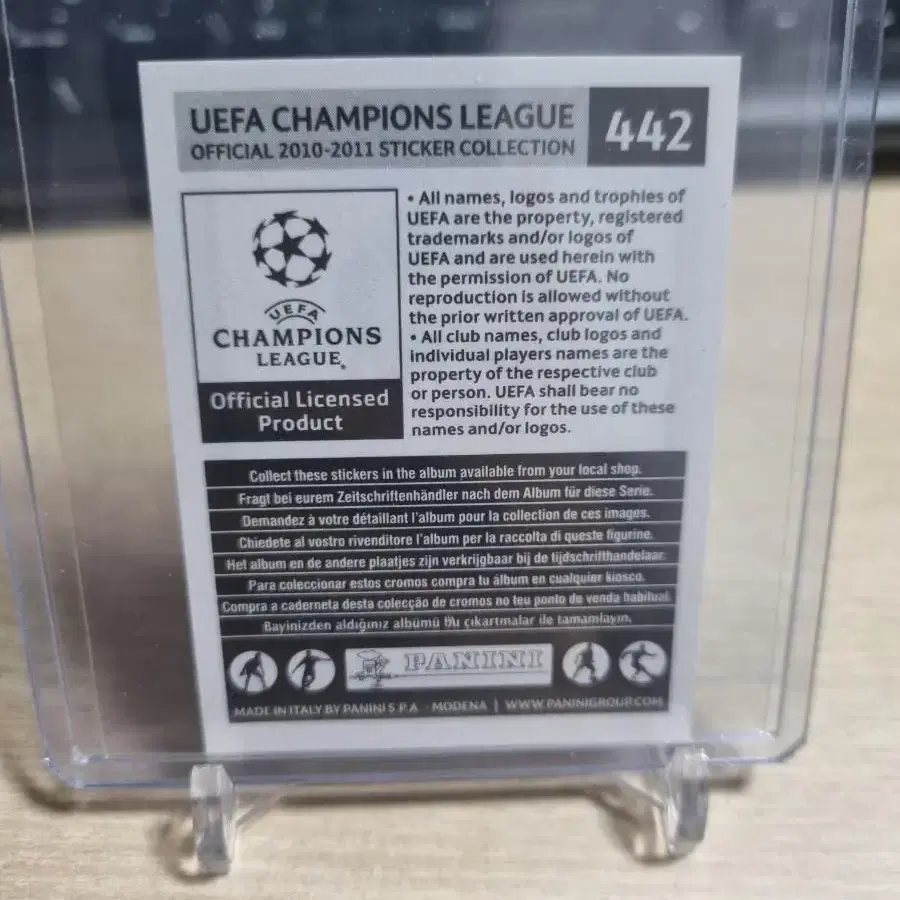 UEFA CHAMPIONS LEAGUE
OFFICIAL 2010-2011 STICKER COLLECTION
442
UEFA
CHAMPIONS
LEAGUE
Official Licensed
Product
• All names, logos and trophies of
UEFA are the property, registered
trademarks and/or logos of
UEFA and are used herein with
the permission of UEFA. No
reproduction is allowed without
the prior written approval of UEFA.
• All club names, club logos and
individual players names are the
property of the respective club
or person. UEFA shall bear no
responsibility for the use of these
names and/or logos.
Collect these stickers in the album available from your local shop.
Fragt bei eurem Zeitschriftenhändler nach dem Album für diese Serie.
Demandez à votre détaillant l'album pour la collection de ces images.
Chiedete al vostro rivenditore l'album per la raccolta di queste figurine.
Het album en de andere plaatjes zijn verkrijgbaar bij de tijdschrifthandelaar.
Para coleccionar estos cromos compra tu álbum en cualquier kiosco.
Compra a caderneta desta colecção de cromos no teu ponto de venda habitual.
Bayinizden aldığınız albümü bu çıkartmalar ile tamamlayın.
PANINI
MADE IN ITALY BY PANINI S.P.A. - MODENA | WWW.PANINIGROUP.COM